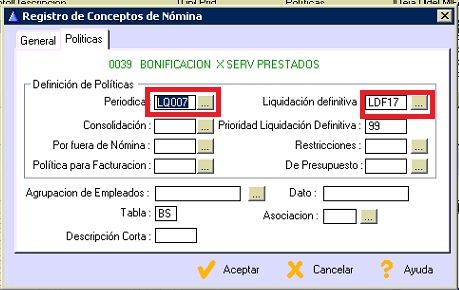 Registro de Conceptos de Nómina
General Politicas
0039 BONIFICACION X SERV PRESTADOS
Definición de Políticas
Periodica: LQ007 ... Liquidación definitiva LDF17 ...
Consolidación: ... Prioridad Liquidación Definitiva: 99
Por fuera de Nómina: ... Restricciones: ...
Política para Facturacion: ... De Presupuesto: ...
Agrupacion de Empleados: ... Dato:
Tabla: BS Asociacion: ...
Descripción Corta:
Aceptar Cancelar ? Ayuda